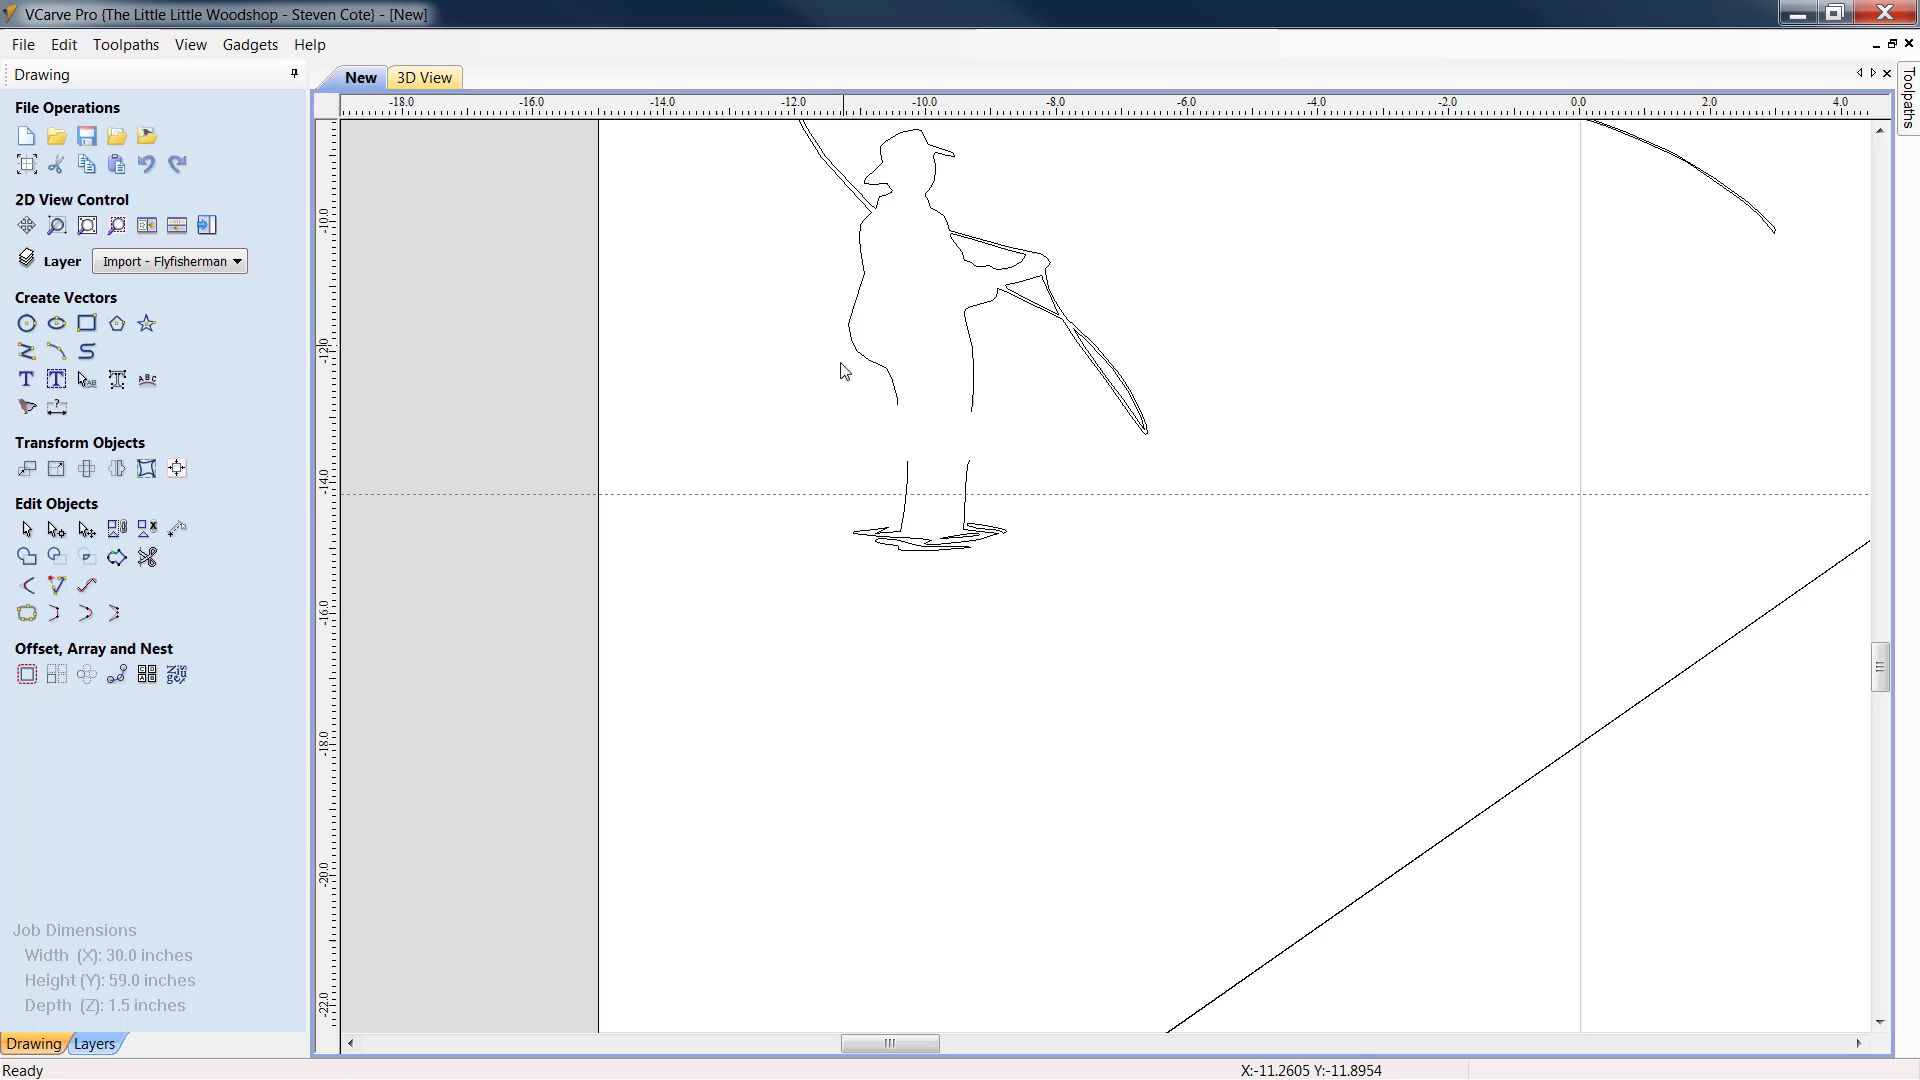 VCarve Pro {The Little Little Woodshop - Steven Cote} - [New]
File Edit Toolpaths View Gadgets Help
Drawing
New 3D View
Toolpaths
-18.0 -16.0 -14.0 -12.0 -10.0 -8.0 -6.0 -4.0 -2.0 0.0 2.0 4.0
File Operations
2D View Control
Layer Import - Flyfisherman
Create Vectors
Transform Objects
Edit Objects
Offset, Array and Nest
-10.0
-12.0
-14.0
-16.0
-18.0
-20.0
-22.0
Job Dimensions
Width (X): 30.0 inches
Height (Y): 59.0 inches
Depth (Z): 1.5 inches
Drawing Layers
Ready X:-11.2605 Y:-11.8954